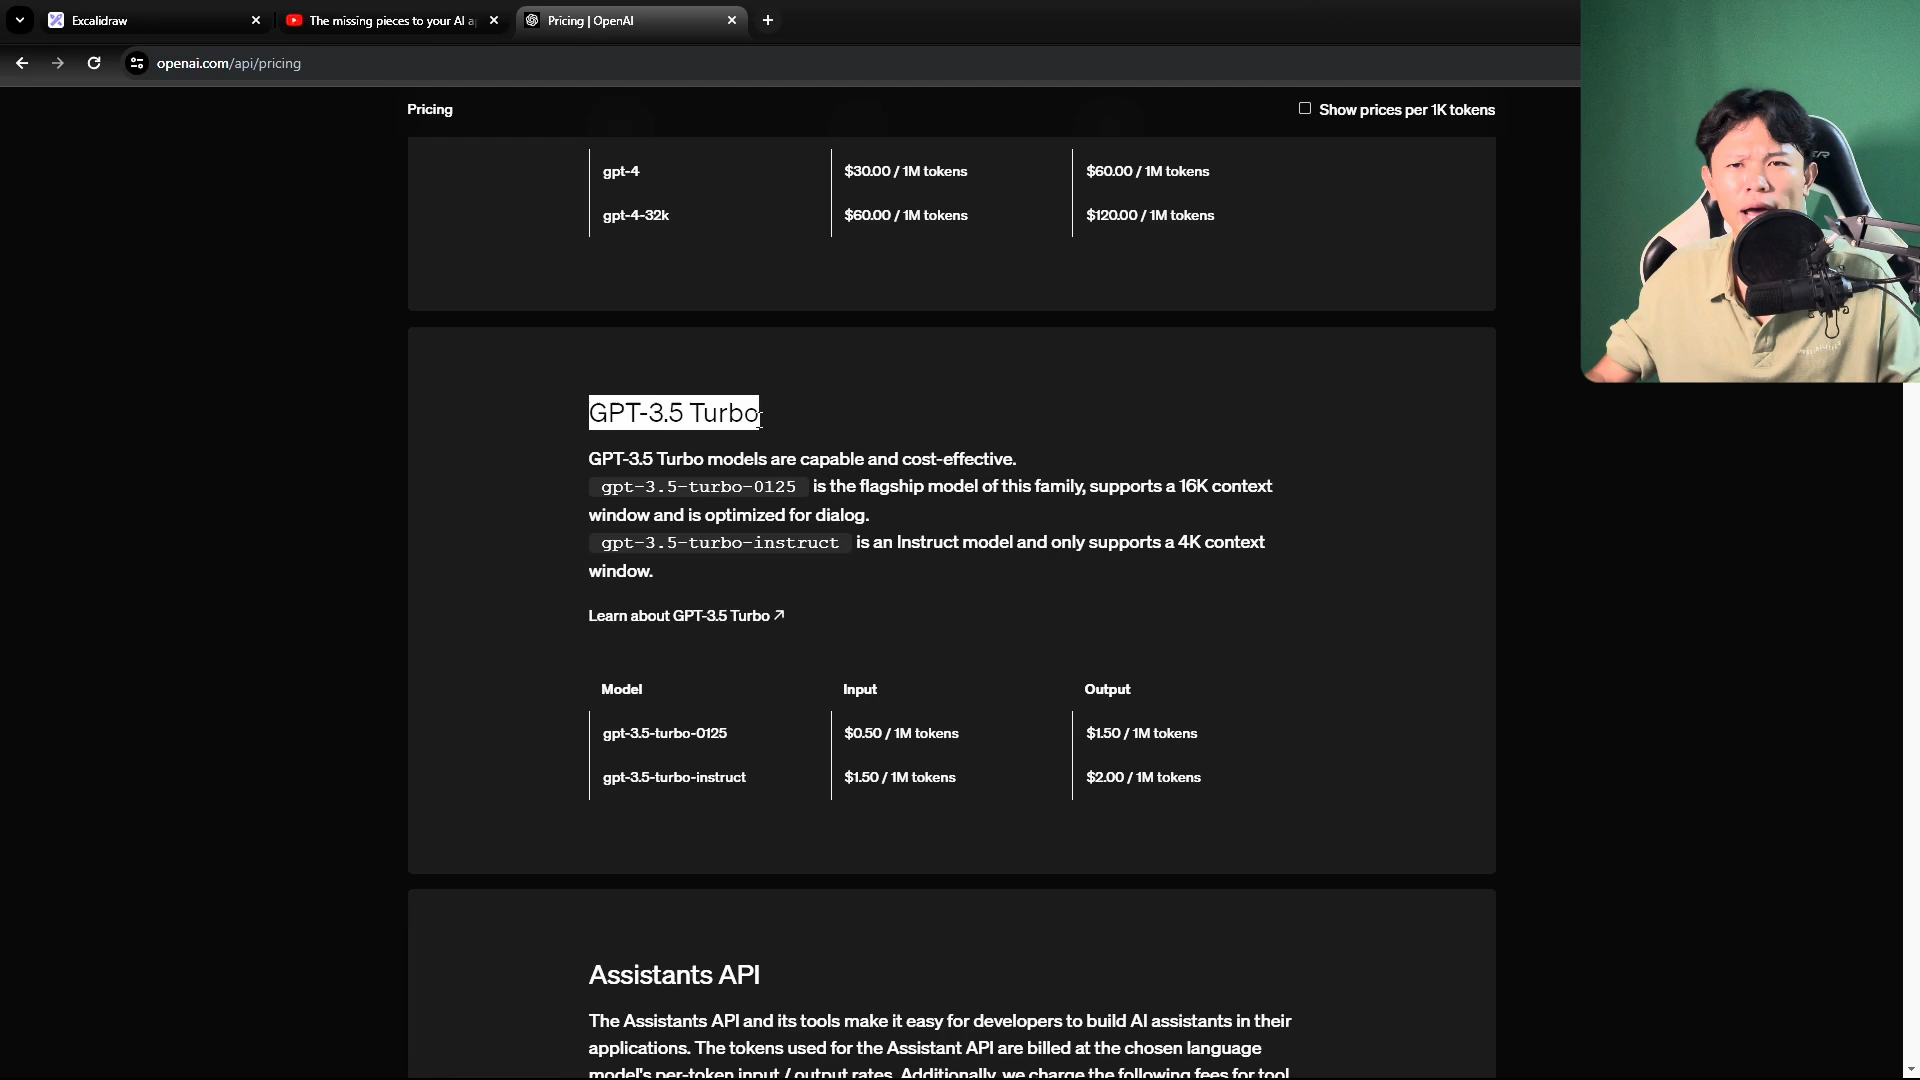 Excalidraw
The missing pieces to your AI a
Pricing | OpenAI
openai.com/api/pricing
Pricing
Show prices per 1K tokens
gpt-4 $30.00 / 1M tokens $60.00 / 1M tokens
gpt-4-32k $60.00 / 1M tokens $120.00 / 1M tokens
GPT-3.5 Turbo
GPT-3.5 Turbo models are capable and cost-effective.
gpt-3.5-turbo-0125 is the flagship model of this family, supports a 16K context
window and is optimized for dialog.
gpt-3.5-turbo-instruct is an Instruct model and only supports a 4K context
window.
Learn about GPT-3.5 Turbo ↗
Model Input Output
gpt-3.5-turbo-0125 $0.50 / 1M tokens $1.50 / 1M tokens
gpt-3.5-turbo-instruct $1.50 / 1M tokens $2.00 / 1M tokens
Assistants API
The Assistants API and its tools make it easy for developers to build AI assistants in their
applications. The tokens used for the Assistant API are billed at the chosen language
model's per-token input / output rates. Additionally, we charge the following fees for tool